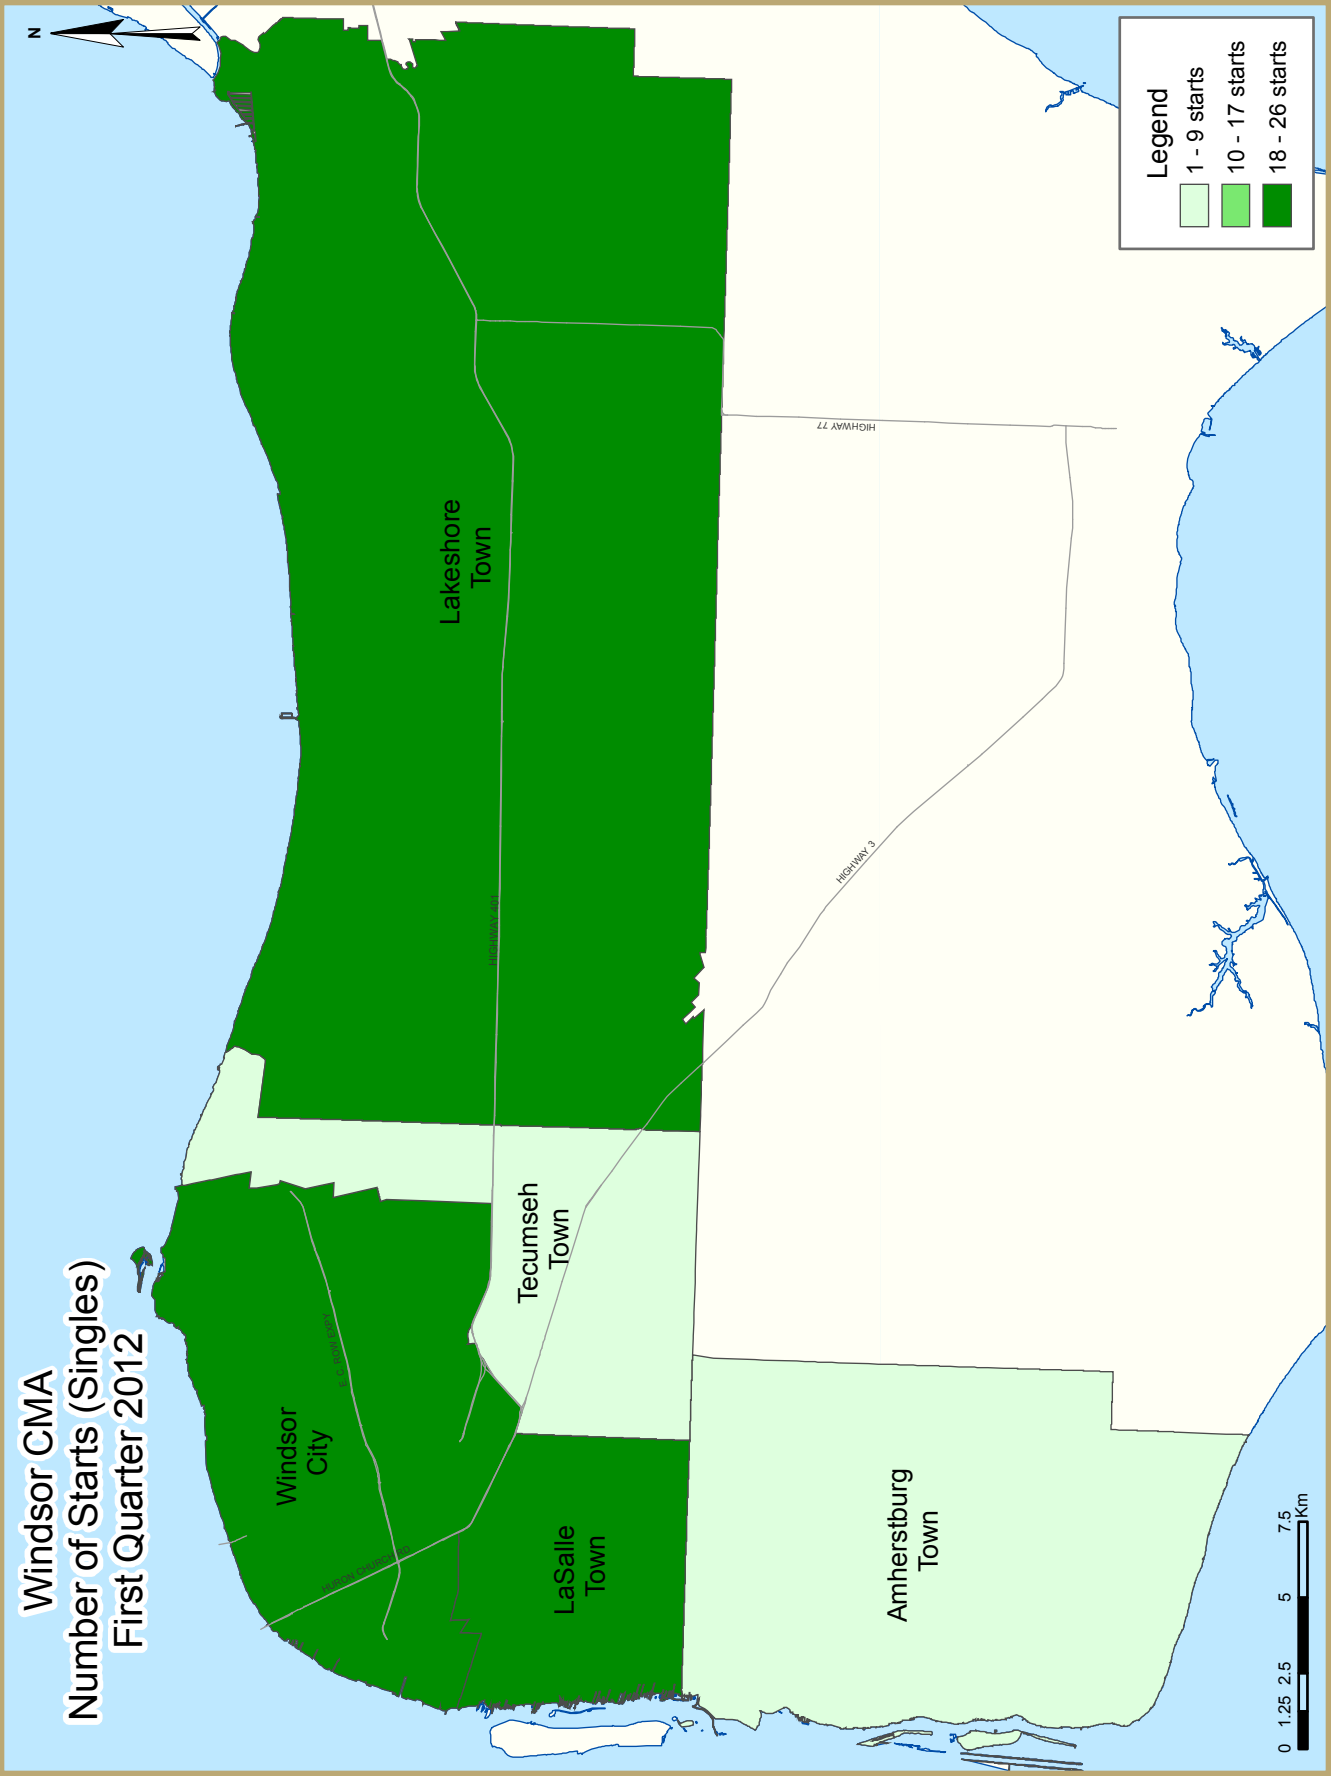 Windsor CMA
Number of Starts (Singles)
First Quarter 2012
N
Windsor
City
E. C. ROW EXPY
HURON CHURCH RD
LaSalle
Town
Tecumseh
Town
Lakeshore
Town
HIGHWAY 401
HIGHWAY 77
HIGHWAY 3
Amherstburg
Town
0 1.25 2.5 5 7.5
Km
Legend
1 - 9 starts
10 - 17 starts
18 - 26 starts